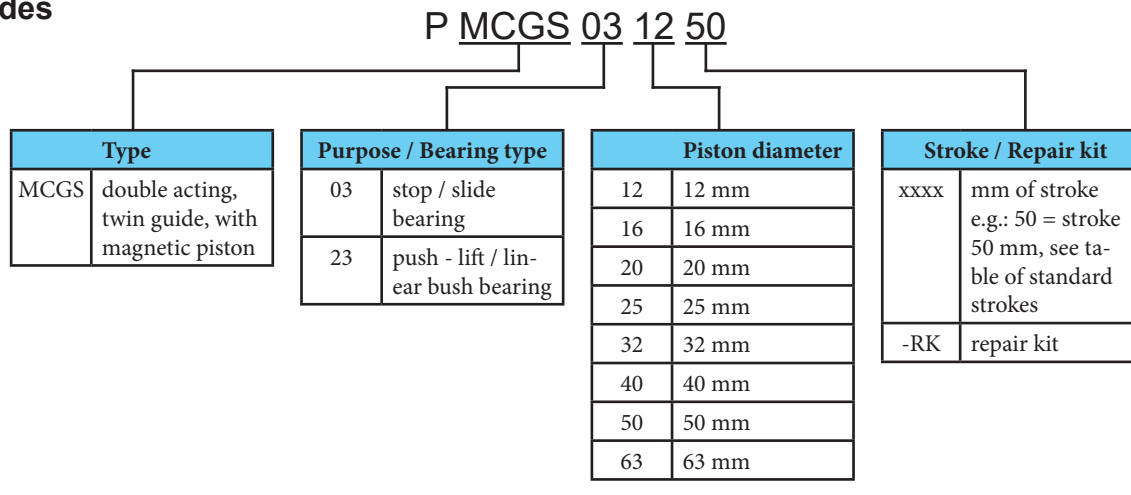 des
P MCGS 03 12 50
Type
MCGS double acting,
twin guide, with
magnetic piston
Purpose / Bearing type
03 stop / slide
bearing
23 push - lift / lin-
ear bush bearing
Piston diameter
12 12 mm
16 16 mm
20 20 mm
25 25 mm
32 32 mm
40 40 mm
50 50 mm
63 63 mm
Stroke / Repair kit
xxxx mm of stroke
e.g.: 50 = stroke
50 mm, see ta-
ble of standard
strokes
-RK repair kit